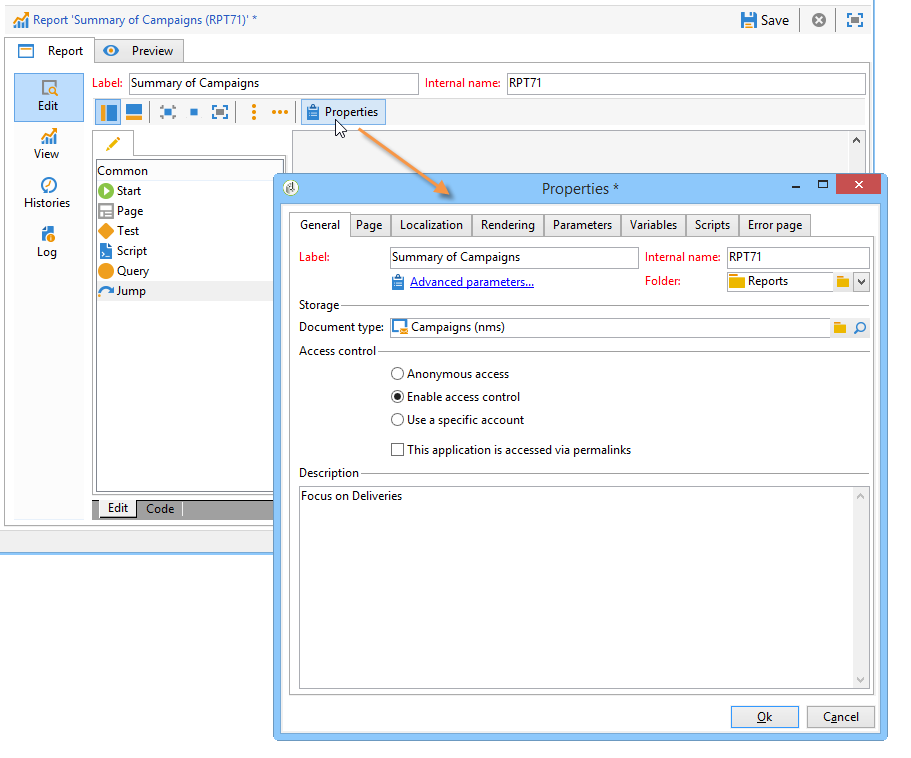 Report 'Summary of Campaigns (RPT71)' *
Save
Report
Preview
Edit
View
Histories
Log
Label: Summary of Campaigns Internal name: RPT71
Properties
Common
Start
Page
Test
Script
Query
Jump
Edit Code
Properties *
General Page Localization Rendering Parameters Variables Scripts Error page
Label: Summary of Campaigns Internal name: RPT71
Advanced parameters... Folder: Reports
Storage
Document type: Campaigns (nms)
Access control
Anonymous access
Enable access control
Use a specific account
This application is accessed via permalinks
Description
Focus on Deliveries
Ok Cancel